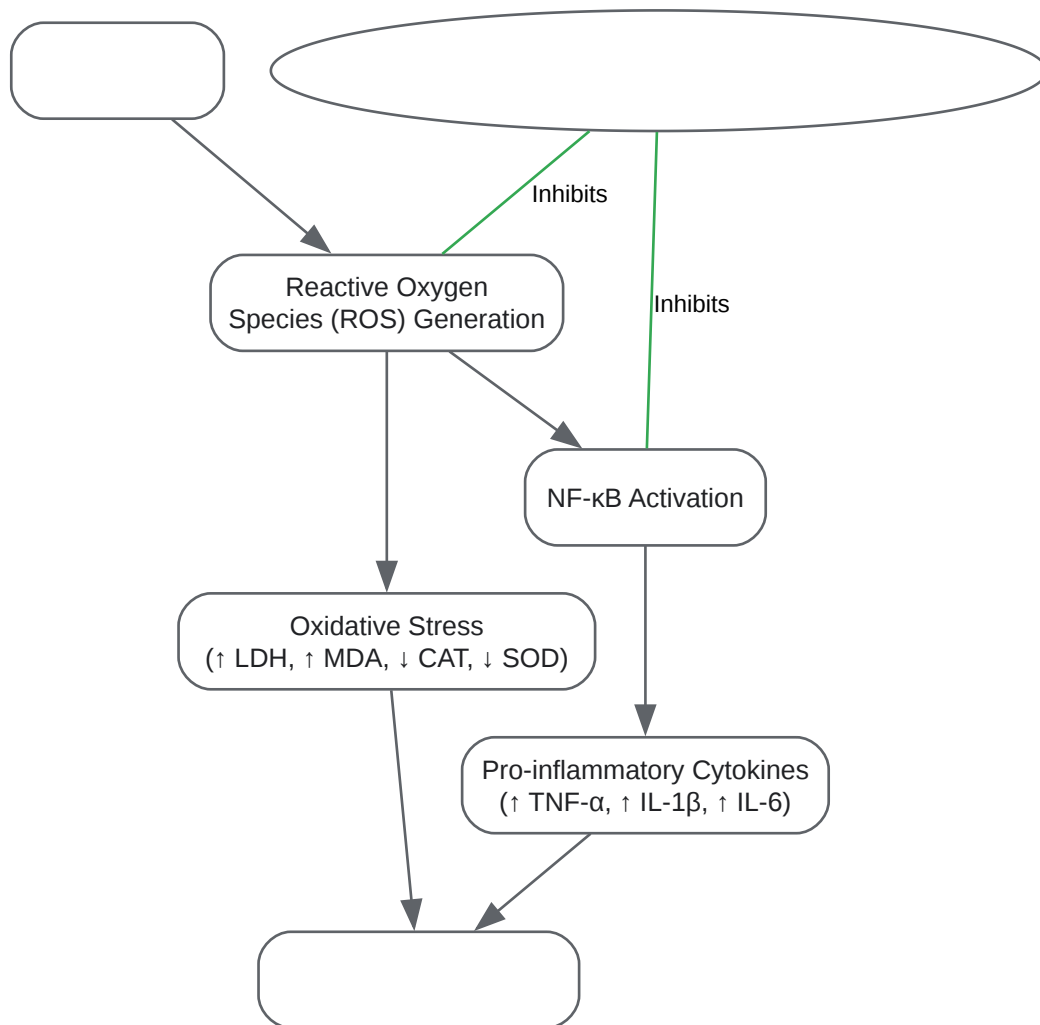 Inhibits
Reactive Oxygen
Species (ROS) Generation
Inhibits
NF-κB Activation
Oxidative Stress
(↑ LDH, ↑ MDA, ↓ CAT, ↓ SOD)
Pro-inflammatory Cytokines
(↑ TNF-α, ↑ IL-1β, ↑ IL-6)